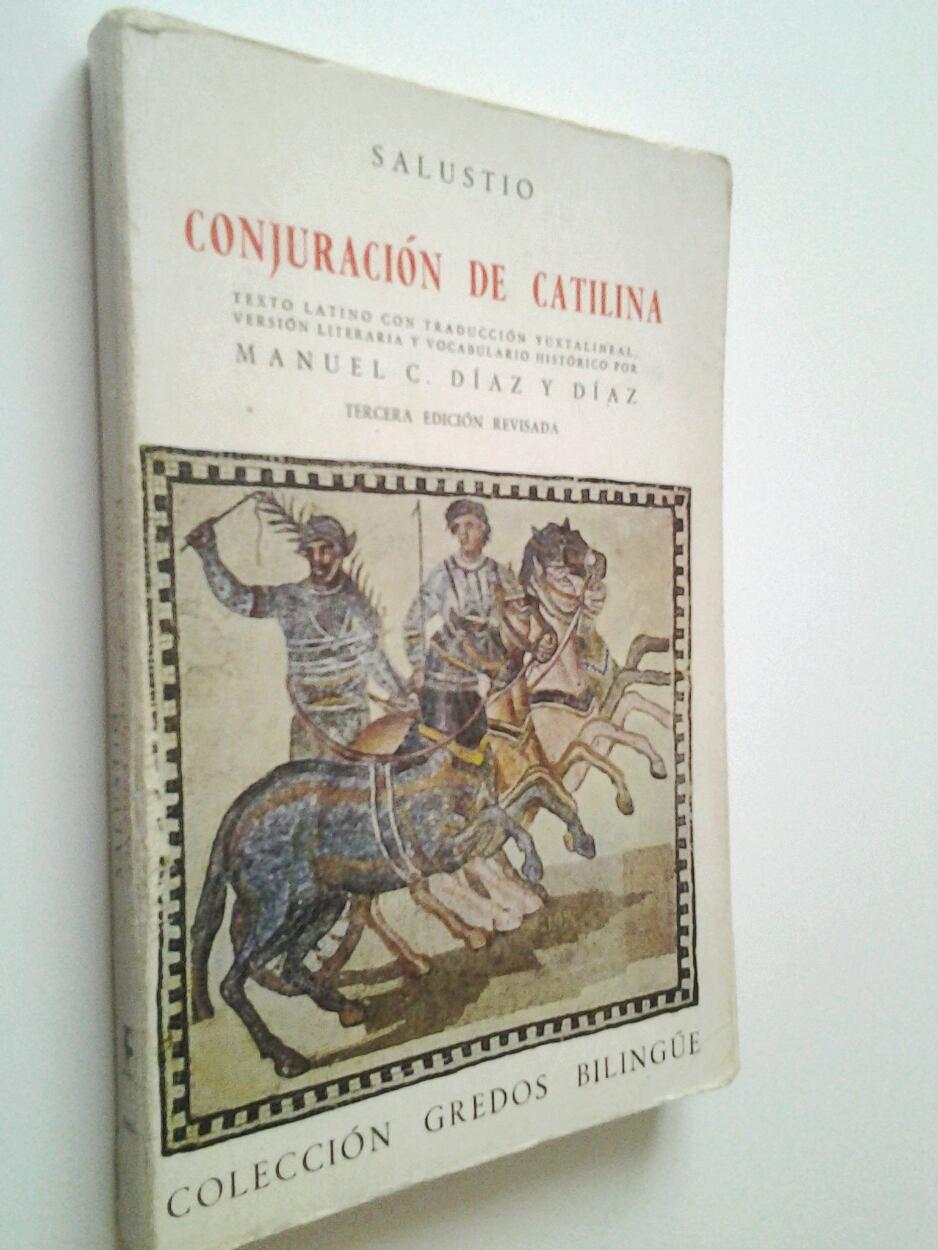 SALUSTIO
CONJURACIÓN DE CATILINA
TEXTO LATINO CON TRADUCCIÓN YUXTALINEAL,
VERSIÓN LITERARIA Y VOCABULARIO HISTÓRICO POR
MANUEL C. DÍAZ Y DÍAZ
TERCERA EDICIÓN REVISADA
COLECCIÓN GREDOS BILINGÜE